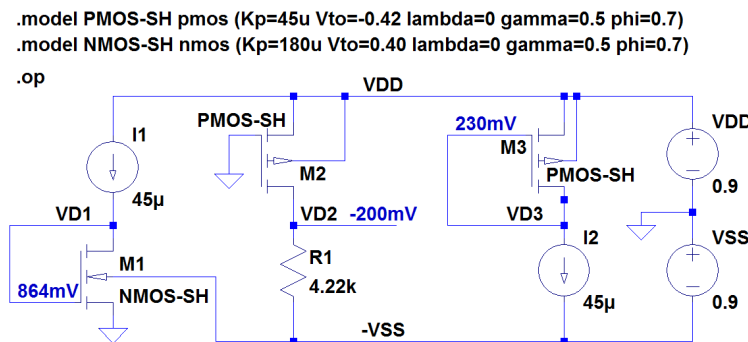 .model PMOS-SH pmos (Kp=45u Vto=-0.42 lambda=0 gamma=0.5 phi=0.7)
.model NMOS-SH nmos (Kp=180u Vto=0.40 lambda=0 gamma=0.5 phi=0.7)
.op
VDD
PMOS-SH
230mV
VDD
I1
M3
M2
PMOS-SH
0.9
45µ
VD1
VD2
-200mV
VD3
VSS
I2
M1
R1
864mV
NMOS-SH
4.22k
45µ
0.9
-VSS